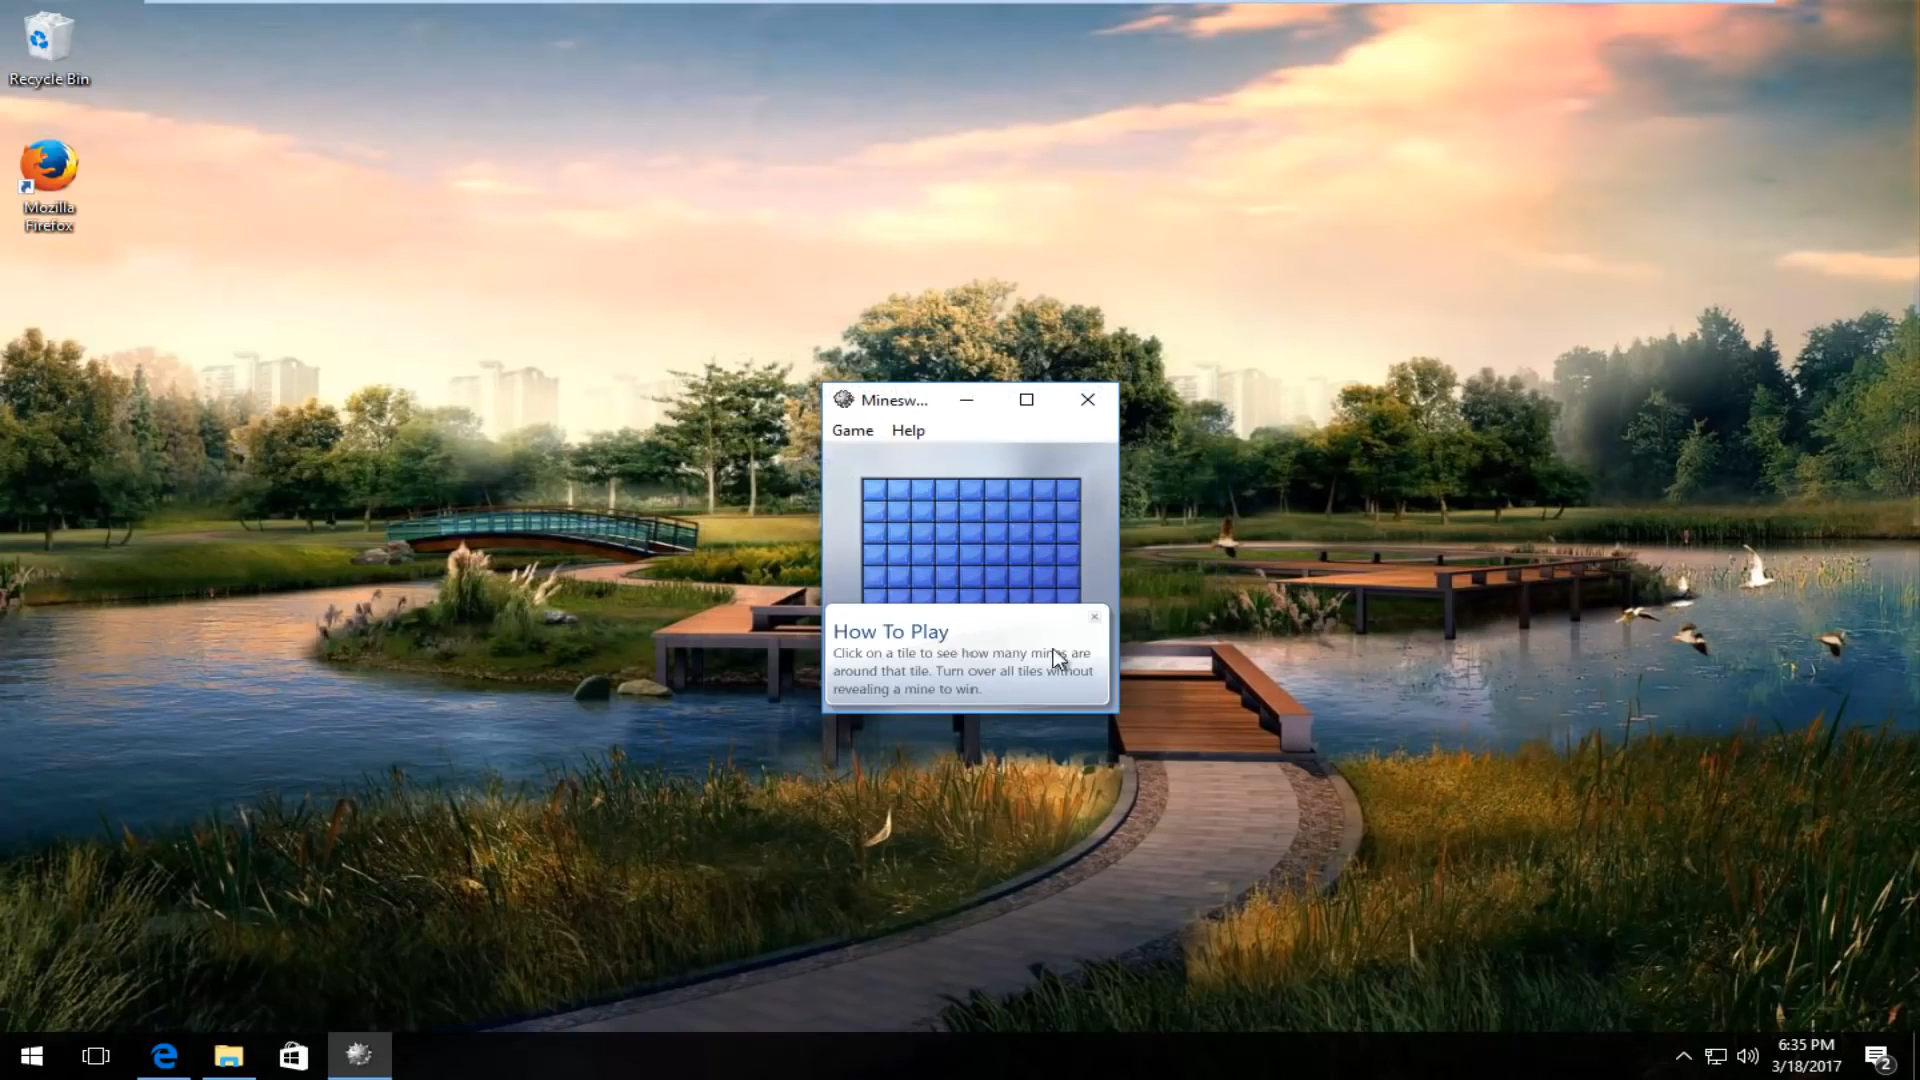 Recycle Bin
Mozilla
Firefox
Minesw...
Game Help
How To Play
Click on a tile to see how many mines are
around that tile. Turn over all tiles without
revealing a mine to win.
6:35 PM
3/18/2017
2